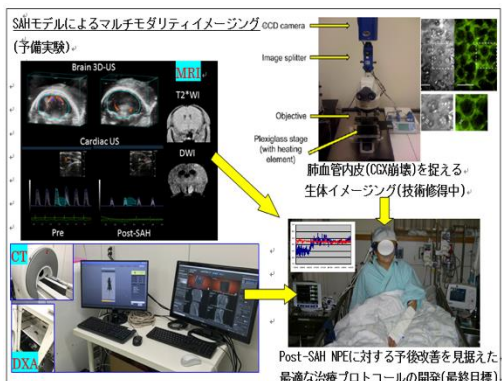 SAHモデルによるマルチモダリティイメージング
(予備実験)
Brain 3D-US
MRI
T2*WI
Cardiac US
DWI
Pre
Post-SAH
CCD camera
Image splitter
Objective
Plexiglass stage
(with heating
element)
肺血管内皮(CGX崩壊)を捉える
生体イメージング(技術修得中)
CT
DXA
Post-SAH NPEに対する予後改善を見据えた
最適な治療プロトコールの開発(最終目標)